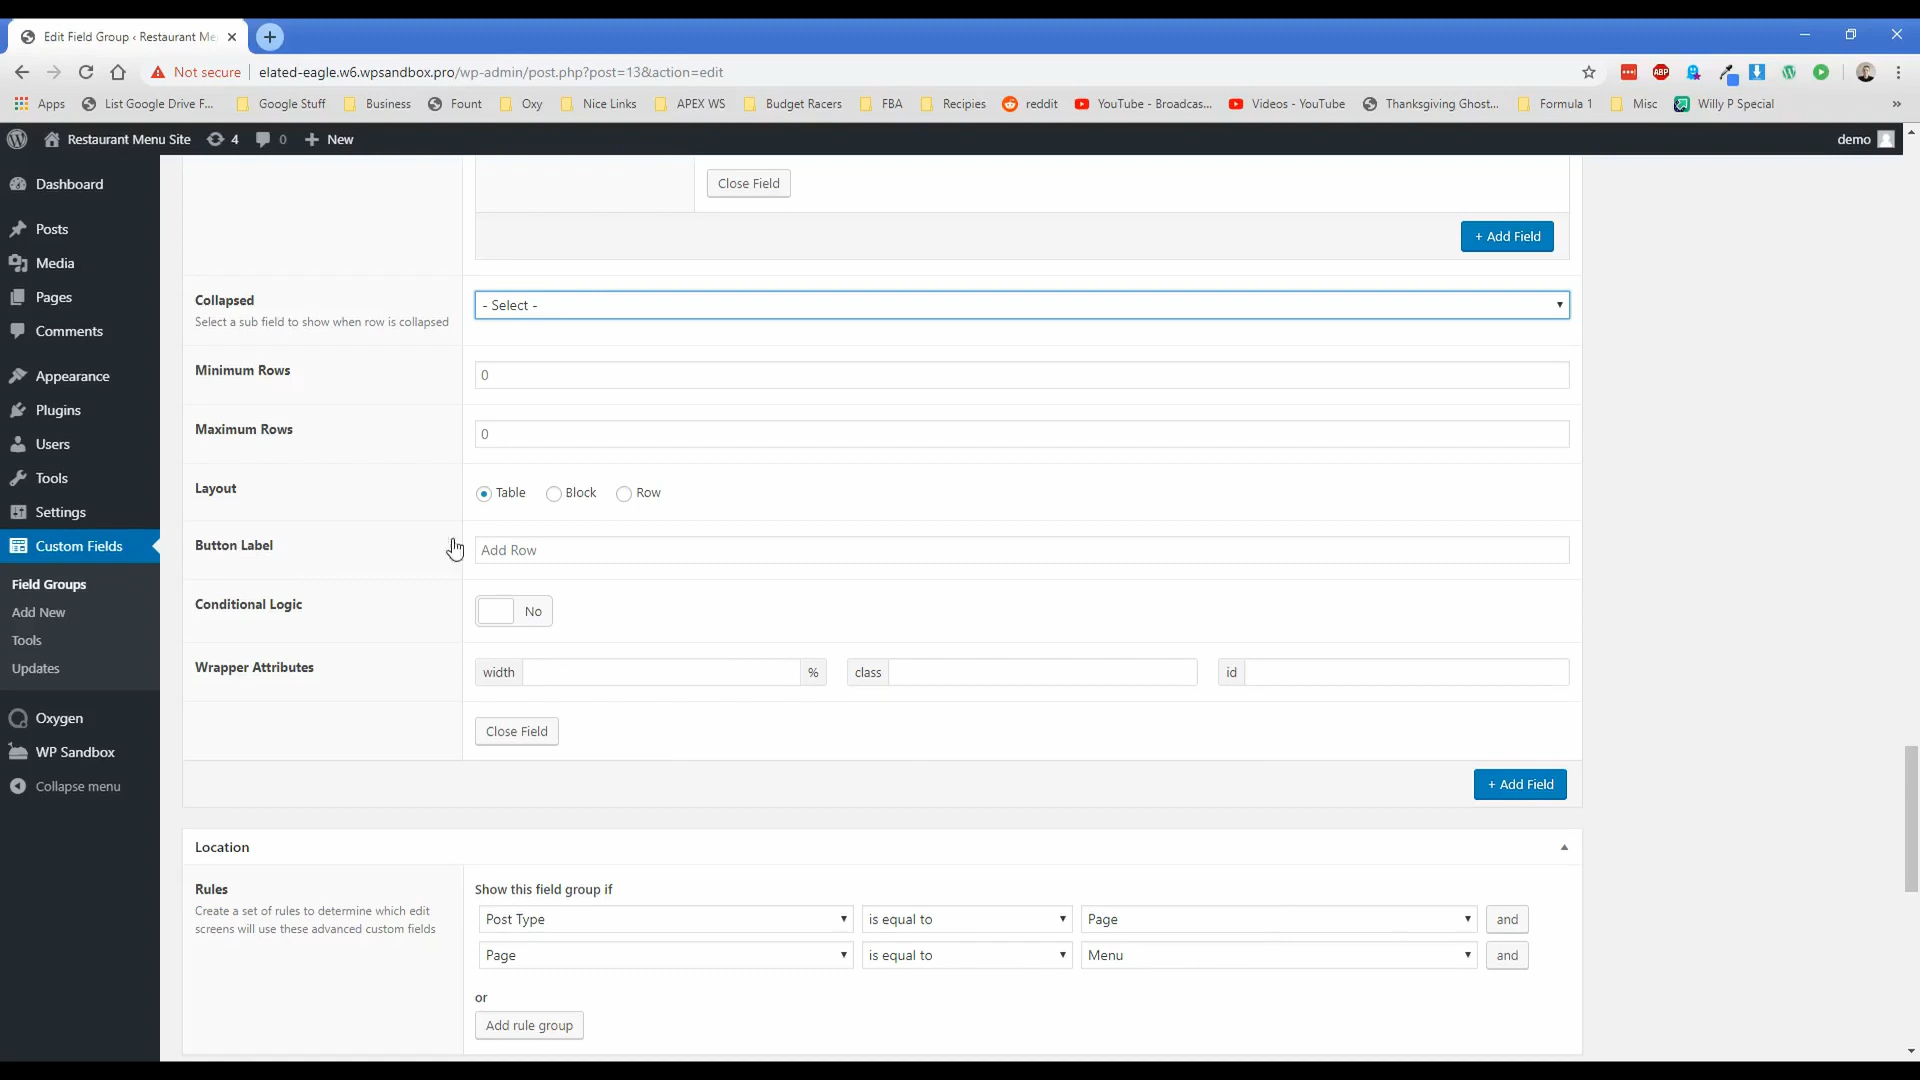 Edit Field Group ‹ Restaurant Me
Not secure
elated-eagle.w6.wpsandbox.pro/wp-admin/post.php?post=13&action=edit
ABP
Apps
List Google Drive F...
Google Stuff
Business
Fount
Oxy
Nice Links
APEX WS
Budget Racers
FBA
Recipies
reddit
YouTube - Broadcas...
Videos - YouTube
Thanksgiving Ghost...
Formula 1
Misc
Willy P Special
»
Restaurant Menu Site
4
0
New
demo
Dashboard
Posts
Media
Pages
Comments
Appearance
Plugins
Users
Tools
Settings
Custom Fields
Field Groups
Add New
Tools
Updates
Oxygen
WP Sandbox
Collapse menu
Close Field
+ Add Field
Collapsed
Select a sub field to show when row is collapsed
- Select -
Minimum Rows
0
Maximum Rows
0
Layout
Table
Block
Row
Button Label
Add Row
Conditional Logic
No
Wrapper Attributes
width
%
class
id
Close Field
+ Add Field
Location
Rules
Create a set of rules to determine which edit
screens will use these advanced custom fields
Show this field group if
Post Type
is equal to
Page
and
Page
is equal to
Menu
and
or
Add rule group